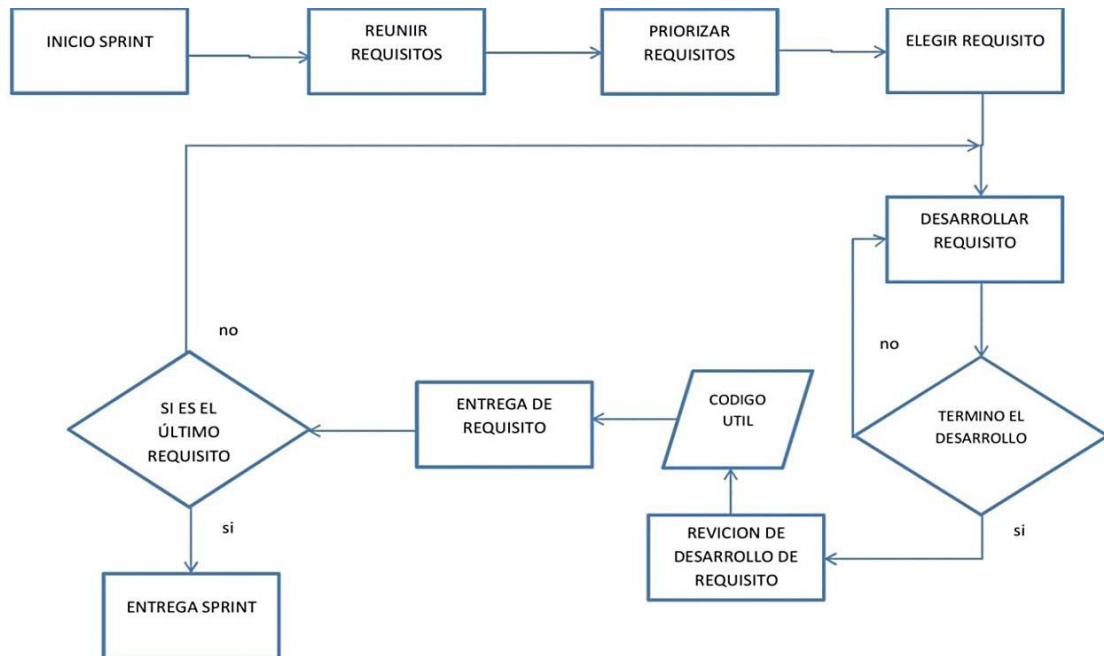 INICIO SPRINT
REUNIIR
REQUISITOS
PRIORIZAR
REQUISITOS
ELEGIR REQUISITO
DESARROLLAR
REQUISITO
no
TERMINO EL
DESARROLLO
si
REVICION DE
DESARROLLO DE
REQUISITO
CODIGO
UTIL
ENTREGA DE
REQUISITO
SI ES EL
ÚLTIMO
REQUISITO
no
si
ENTREGA SPRINT